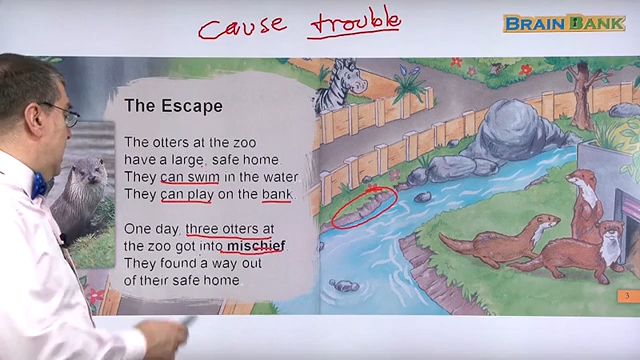 cause trouble
BRAIN BANK
The Escape
The otters at the zoo
have a large, safe home.
They can swim in the water.
They can play on the bank.
One day, three otters at
the zoo got into mischief.
They found a way out
of their safe home.
3